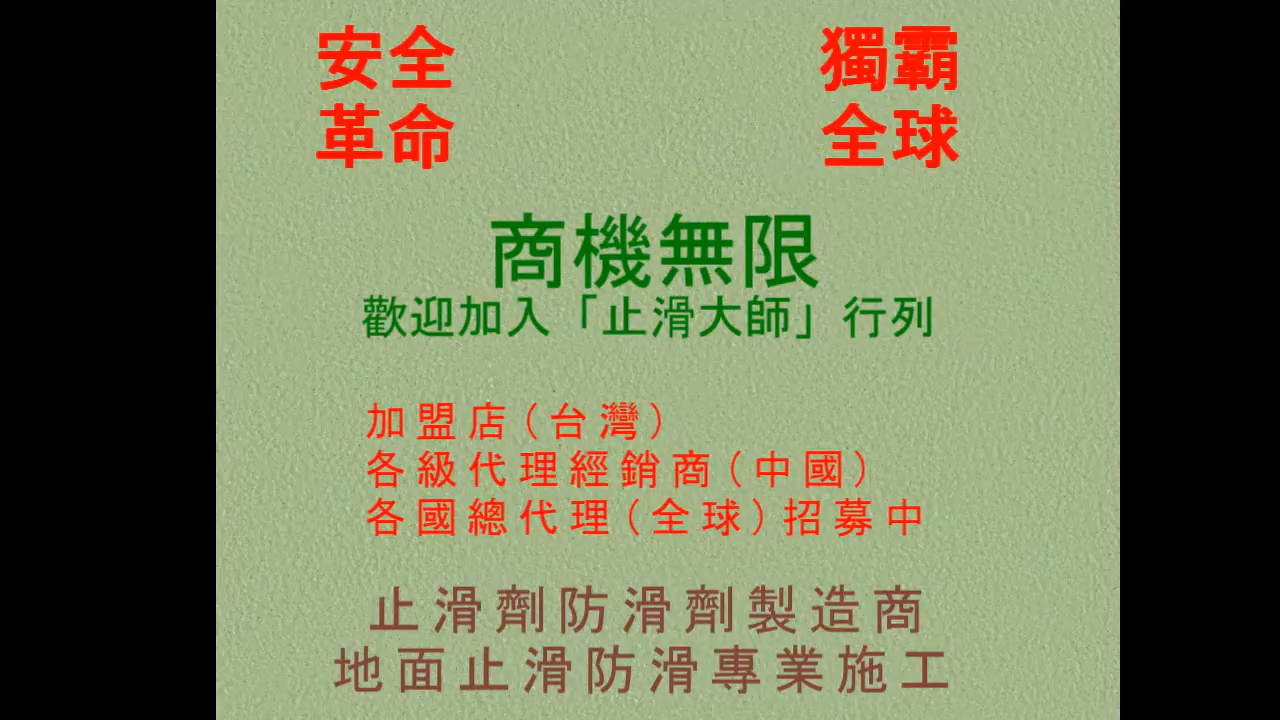 安全 獨霸
革命 全球
商機無限
歡迎加入「止滑大師」行列
加盟店(台灣)
各級代理經銷商(中國)
各國總代理(全球)招募中
止滑劑防滑劑製造商
地面止滑防滑專業施工